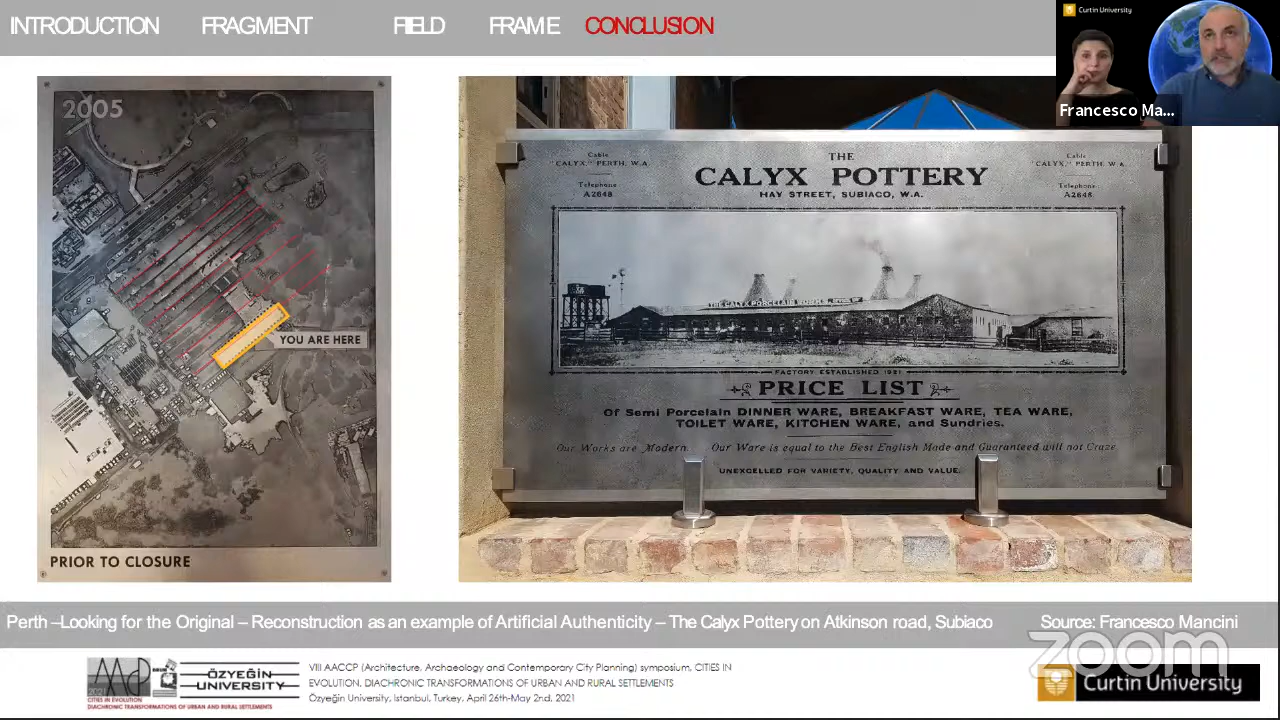 INTRODUCTION FRAGMENT FIELD FRAME CONCLUSION
Curtin University
Francesco Ma...
2005
YOU ARE HERE
PRIOR TO CLOSURE
Cable
"CALYX," PERTH, W.A.
Telephone
A2648
THE
CALYX POTTERY
HAY STREET, SUBIACO, W.A.
Cable
"CALYX," PERTH, W.A.
Telephone
A2648
THE CALYX PORCELAIN WORKS
FACTORY ESTABLISHED 1921
PRICE LIST
Of Semi Porcelain DINNER WARE, BREAKFAST WARE, TEA WARE,
TOILET WARE, KITCHEN WARE, and Sundries.
Our Works are Modern. Our Ware is equal to the Best English Made and Guaranteed will not Craze
UNEXCELLED FOR VARIETY, QUALITY AND VALUE.
Perth –Looking for the Original – Reconstruction as an example of Artificial Authenticity – The Calyx Pottery on Atkinson road, Subiaco Source: Francesco Mancini
zoom
AACCP
2021
CITIES IN EVOLUTION
DIACHRONIC TRANSFORMATIONS OF URBAN AND RURAL SETTLEMENTS
ÖZYEĞİN
UNIVERSITY
VIII AACCP (Architecture, Archaeology and Contemporary City Planning) symposium, CITIES IN
EVOLUTION, DIACHRONIC TRANSFORMATIONS OF URBAN AND RURAL SETTLEMENTS
Özyeğin University, Istanbul, Turkey, April 26th-May 2nd, 2021
Curtin University